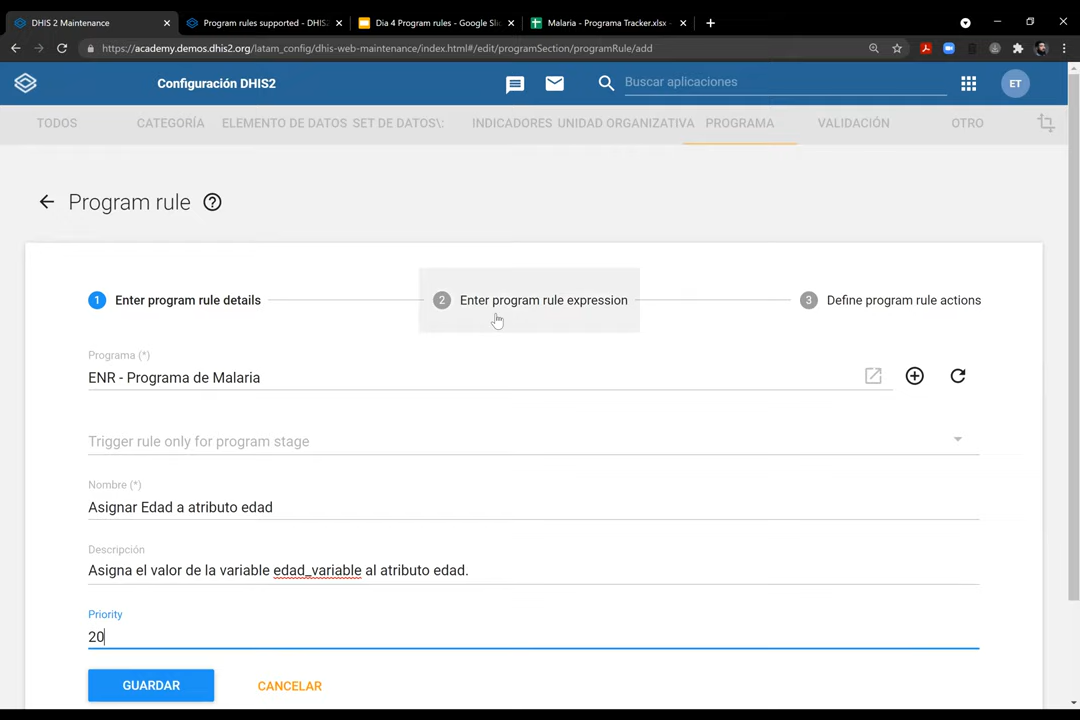 DHIS 2 Maintenance
Program rules supported - DHIS2
Dia 4 Program rules - Google Slid
Malaria - Programa Tracker.xlsx -
https://academy.demos.dhis2.org/latam_config/dhis-web-maintenance/index.html#/edit/programSection/programRule/add
Configuración DHIS2
Buscar aplicaciones
ET
TODOS CATEGORÍA ELEMENTO DE DATOS SET DE DATOS\: INDICADORES UNIDAD ORGANIZATIVA PROGRAMA VALIDACIÓN OTRO
Program rule
1 Enter program rule details
2 Enter program rule expression
3 Define program rule actions
Programa (*)
ENR - Programa de Malaria
Trigger rule only for program stage
Nombre (*)
Asignar Edad a atributo edad
Descripción
Asigna el valor de la variable edad_variable al atributo edad.
Priority
20
GUARDAR
CANCELAR